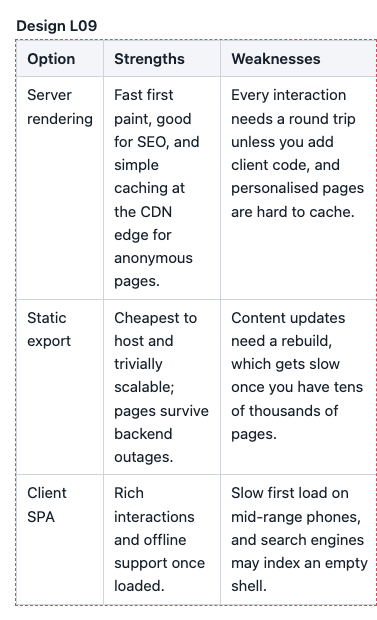 Design L09
Option Strengths Weaknesses
Server
rendering
Fast first
paint, good
for SEO, and
simple
caching at
the CDN
edge for
anonymous
pages.
Every interaction
needs a round trip
unless you add
client code, and
personalised pages
are hard to cache.
Static
export
Cheapest to
host and
trivially
scalable;
pages survive
backend
outages.
Content updates
need a rebuild,
which gets slow
once you have tens
of thousands of
pages.
Client
SPA
Rich
interactions
and offline
support once
loaded.
Slow first load on
mid-range phones,
and search engines
may index an empty
shell.